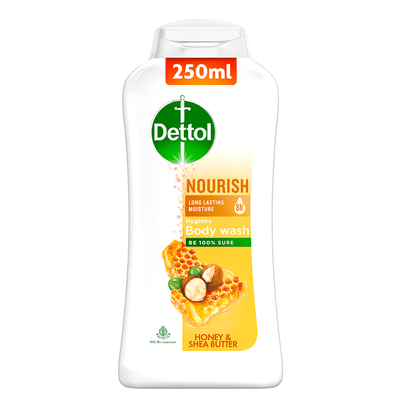 250ml
Dettol
NOURISH
LONG LASTING
MOISTURE
8H
Hygiene
Body wash
BE 100% SURE
HONEY &
SHEA BUTTER